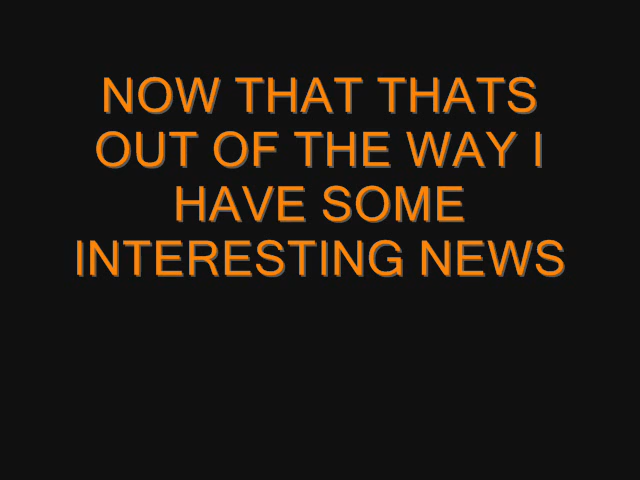 NOW THAT THATS
OUT OF THE WAY I
HAVE SOME
INTERESTING NEWS